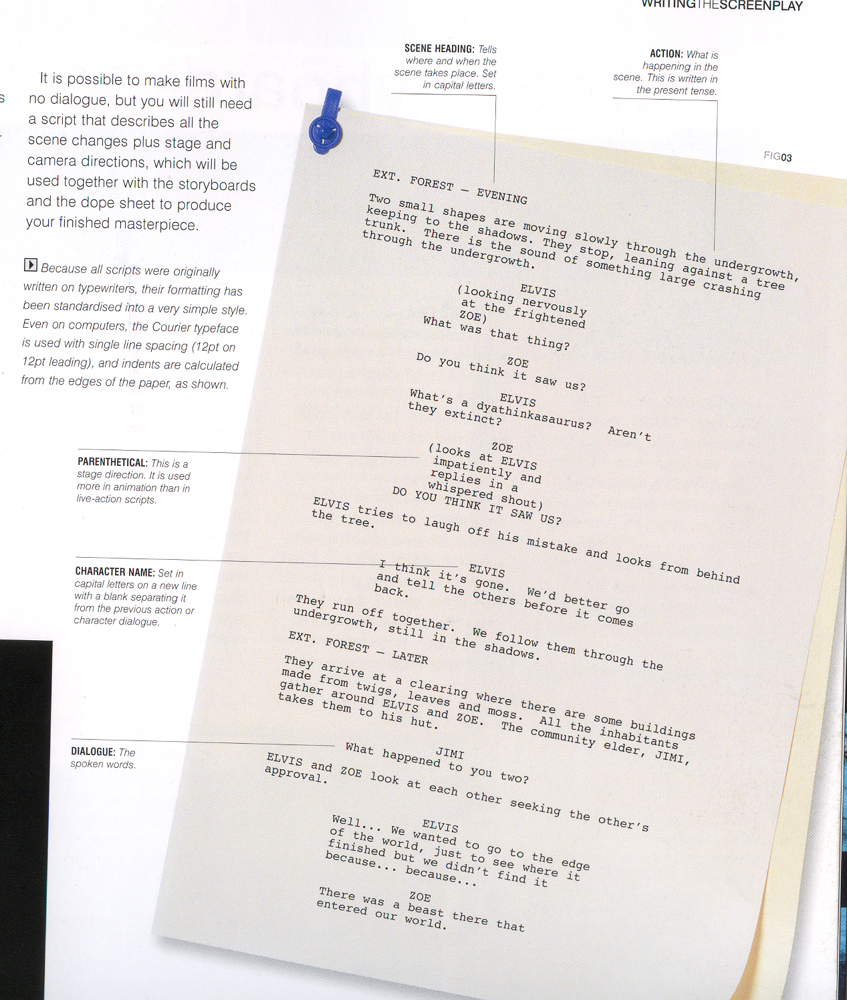 WRITINGTHESCREENPLAY
SCENE HEADING: Tells
where and when the
scene takes place. Set
in capital letters.
ACTION: What is
happening in the
scene. This is written in
the present tense.
It is possible to make films with
no dialogue, but you will still need
a script that describes all the
scene changes plus stage and
camera directions, which will be
used together with the storyboards
and the dope sheet to produce
your finished masterpiece.
Because all scripts were originally
written on typewriters, their formatting has
been standardised into a very simple style.
Even on computers, the Courier typeface
is used with single line spacing (12pt on
12pt leading), and indents are calculated
from the edges of the paper, as shown.
PARENTHETICAL: This is a
stage direction. It is used
more in animation than in
live-action scripts.
CHARACTER NAME: Set in
capital letters on a new line
with a blank separating it
from the previous action or
character dialogue.
DIALOGUE: The
spoken words.
FIG03
EXT. FOREST – EVENING
Two small shapes are moving slowly through the undergrowth,
keeping to the shadows. They stop, leaning against a tree
trunk. There is the sound of something large crashing
through the undergrowth.
ELVIS
(looking nervously
at the frightened
ZOE)
What was that thing?
ZOE
Do you think it saw us?
ELVIS
What's a dyathinkasaurus? Aren't
they extinct?
ZOE
(looks at ELVIS
impatiently and
replies in a
whispered shout)
DO YOU THINK IT SAW US?
ELVIS tries to laugh off his mistake and looks from behind
the tree.
ELVIS
I think it's gone. We'd better go
and tell the others before it comes
back.
They run off together. We follow them through the
undergrowth, still in the shadows.
EXT. FOREST – LATER
They arrive at a clearing where there are some buildings
made from twigs, leaves and moss. All the inhabitants
gather around ELVIS and ZOE. The community elder, JIMI,
takes them to his hut.
JIMI
What happened to you two?
ELVIS and ZOE look at each other seeking the other's
approval.
ELVIS
Well... We wanted to go to the edge
of the world, just to see where it
finished but we didn't find it
because... because...
ZOE
There was a beast there that
entered our world.